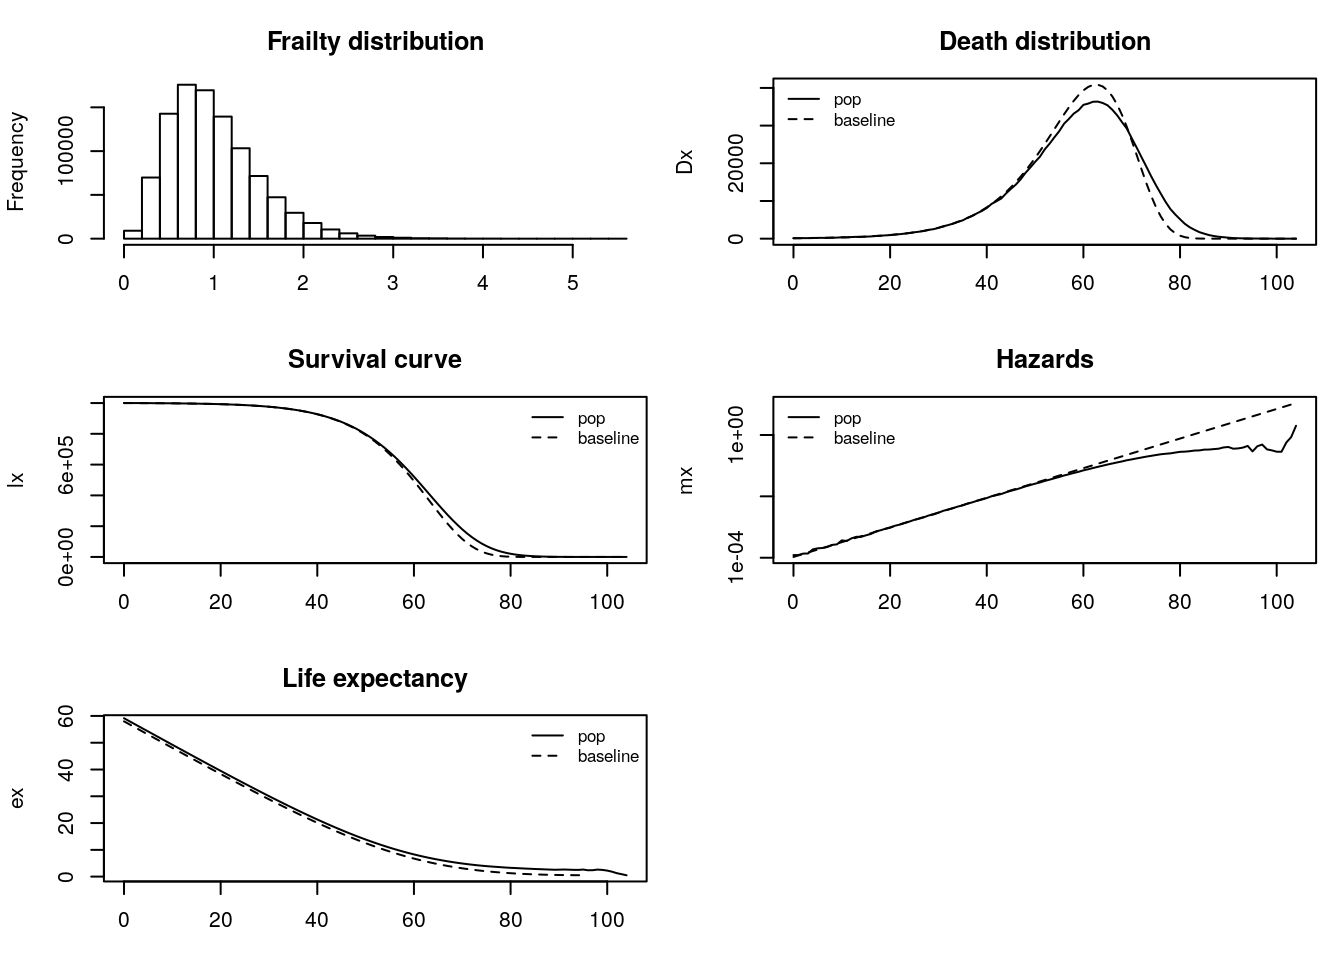 Frailty distribution
Frequency
100000
0
0 1 2 3 4 5
Death distribution
pop
baseline
Dx
20000
0
0 20 40 60 80 100
Survival curve
pop
baseline
lx
6e+05
0e+00
0 20 40 60 80 100
Hazards
pop
baseline
mx
1e+00
1e-04
0 20 40 60 80 100
Life expectancy
pop
baseline
ex
60
40
20
0
0 20 40 60 80 100